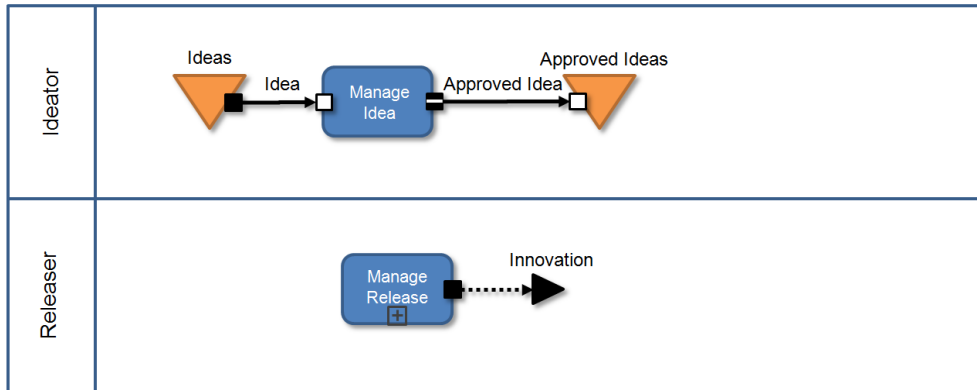 Ideator
Ideas
Idea
Manage
Idea
Approved Idea
Approved Ideas
Releaser
Manage
Release
Innovation